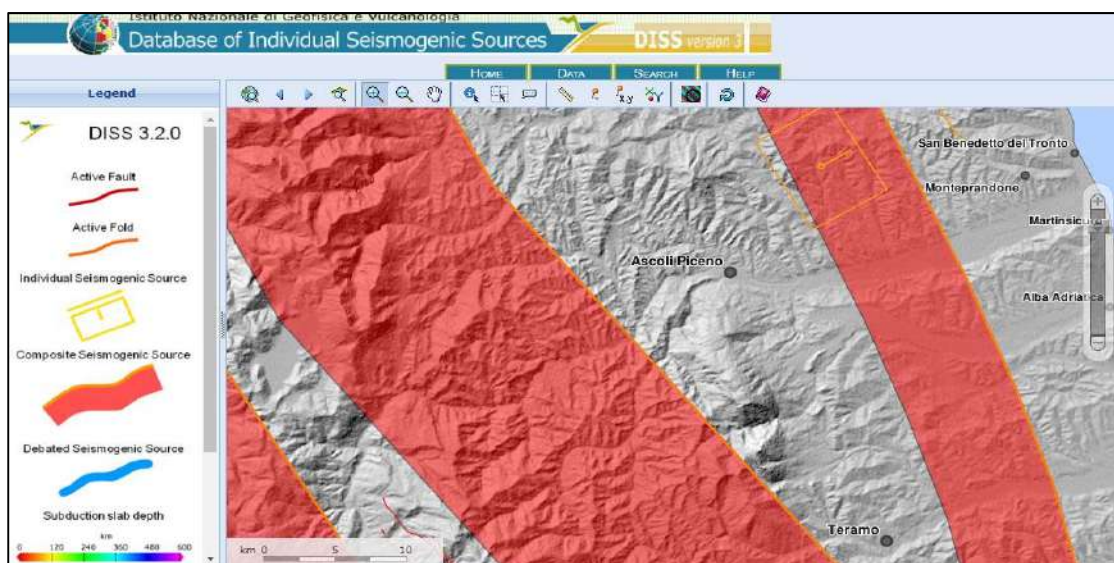 Istituto Nazionale di Geofisica e Vulcanologia
Database of Individual Seismogenic Sources
DISS version 3
HOME DATA SEARCH HELP
Legend
DISS 3.2.0
Active Fault
Active Fold
Individual Seismogenic Source
Composite Seismogenic Source
Debated Seismogenic Source
Subduction slab depth
km
0 120 240 360 480 600
x,y
San Benedetto del Tronto
Monteprandone
Martinsicuro
Ascoli Piceno
Alba Adriatica
Teramo
km 0 5 10